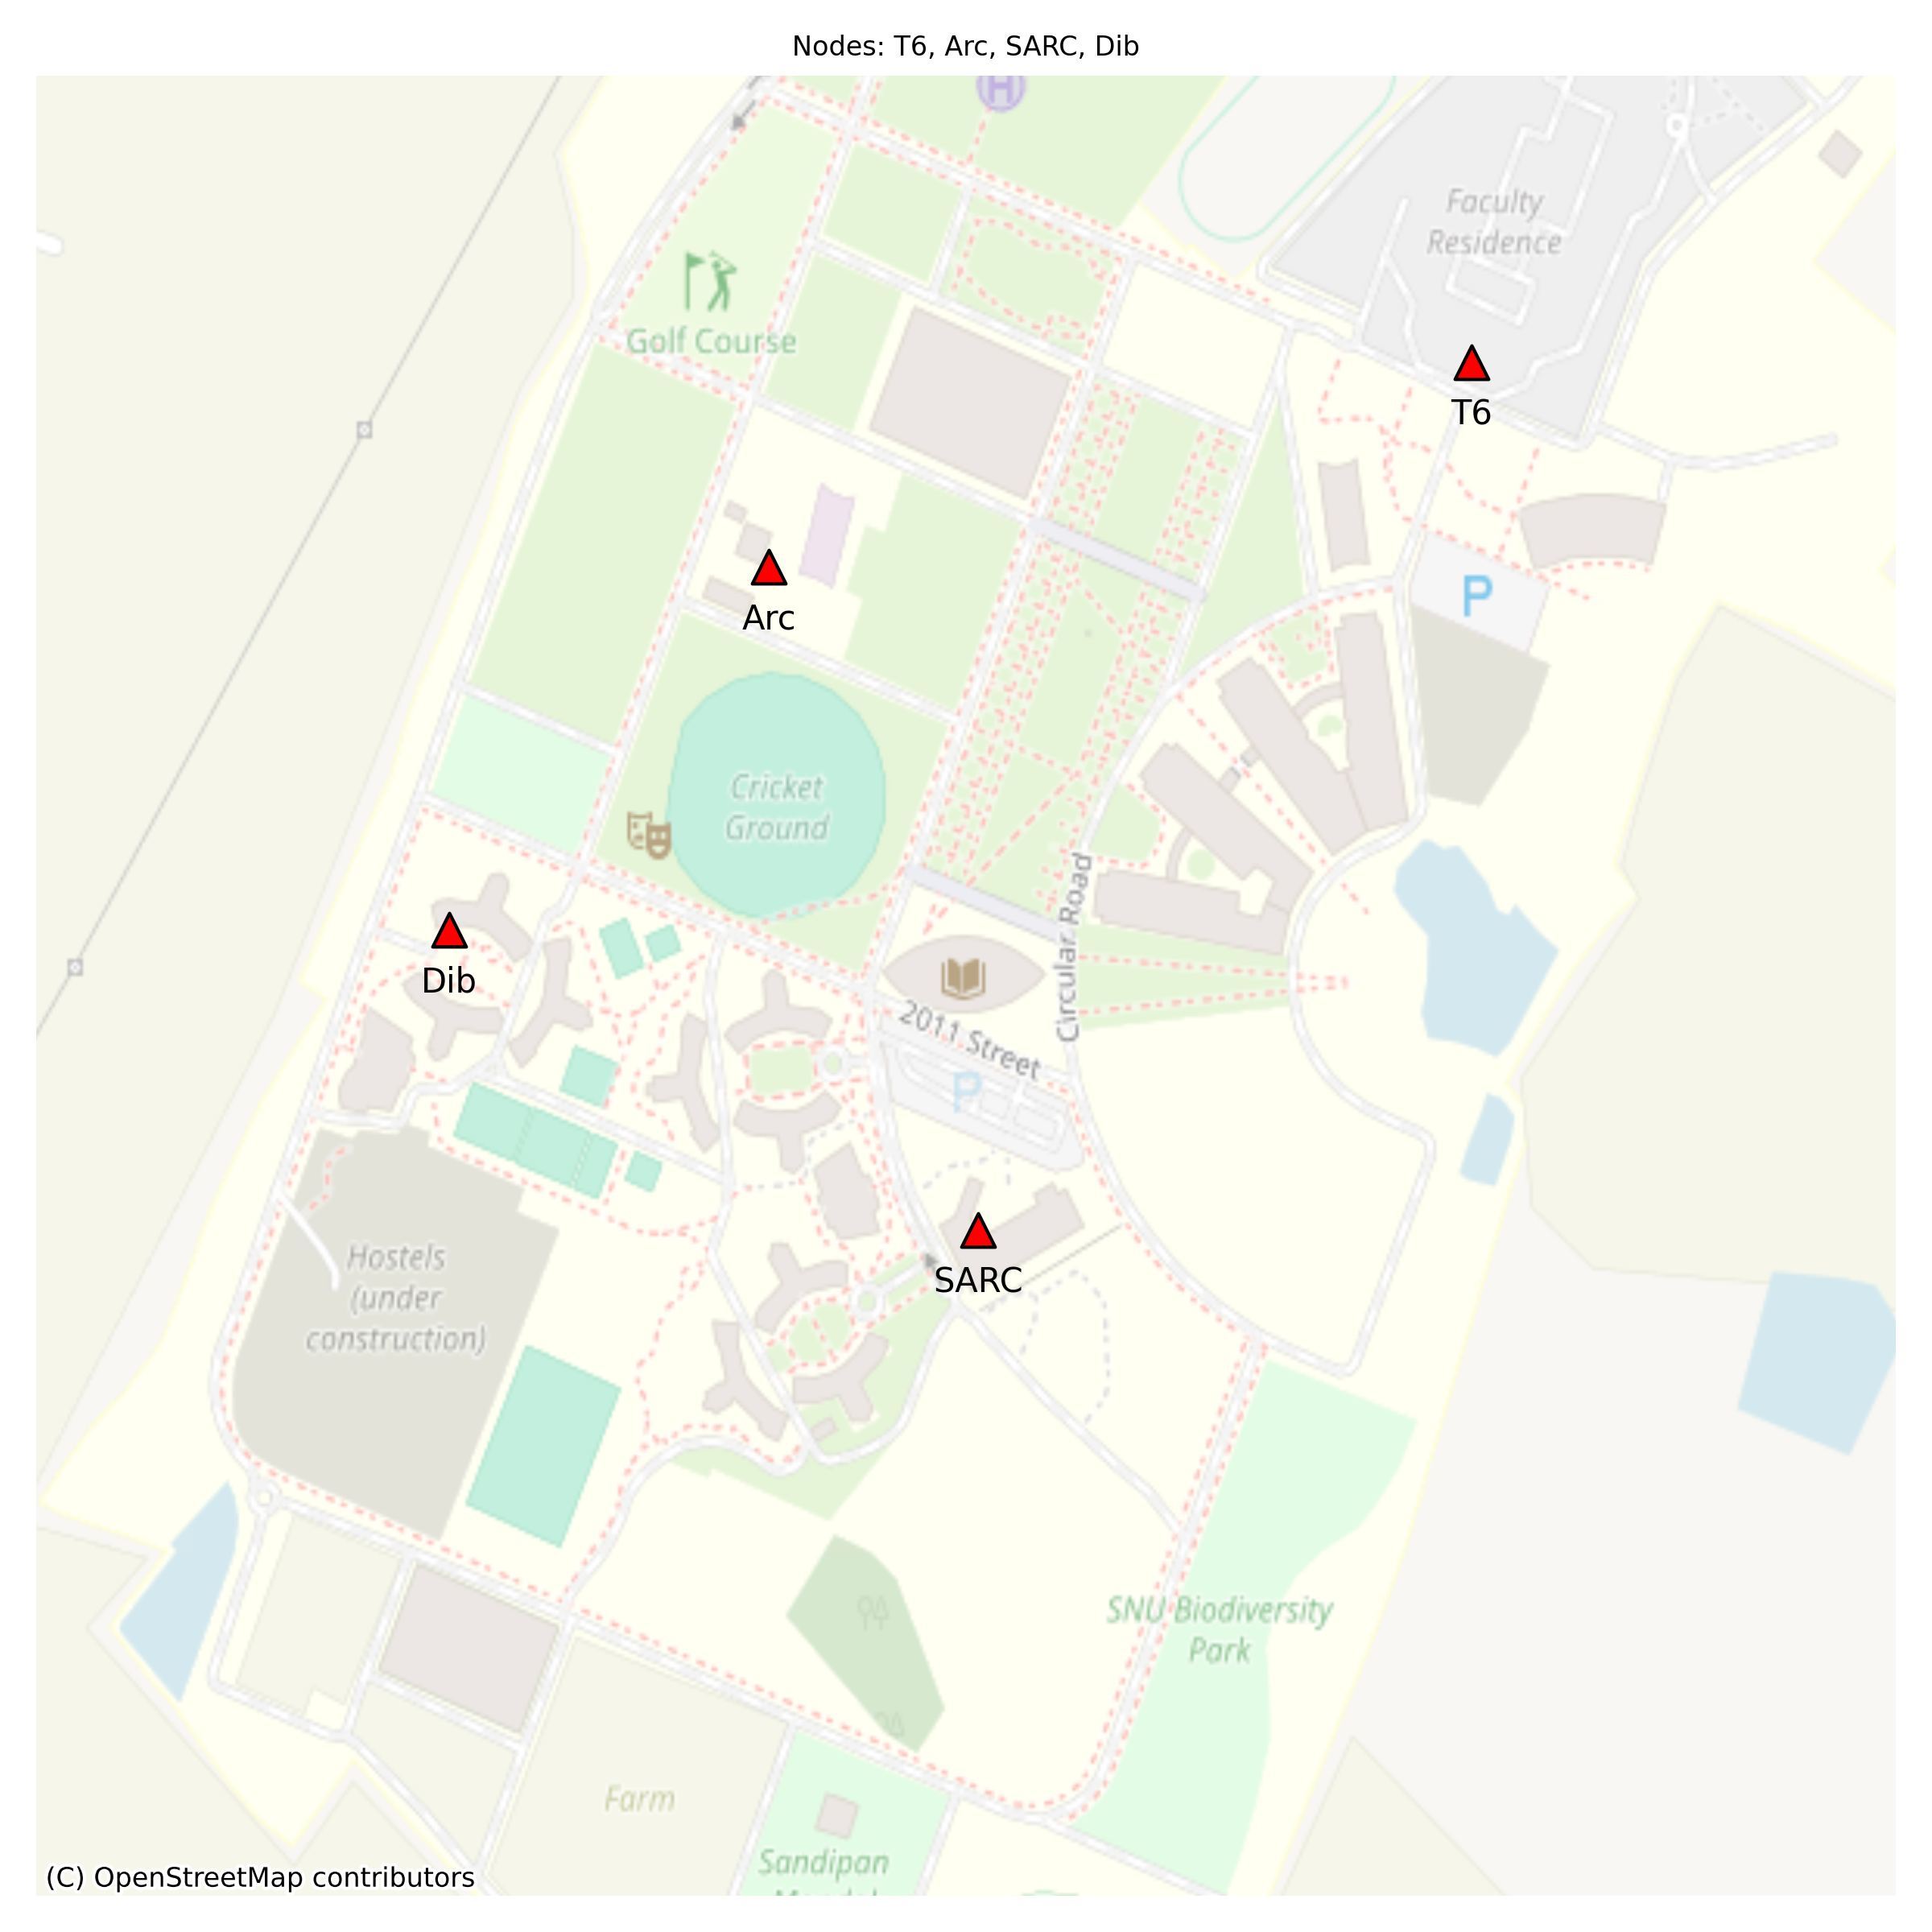 Nodes: T6, Arc, SARC, Dib
H
Faculty
Residence
Golf Course
T6
P
Arc
Cricket
Ground
Circular Road
Dib
2011 Street
P
SARC
Hostels
(under
construction)
SNU Biodiversity
Park
Farm
Sandipan
(C) OpenStreetMap contributors